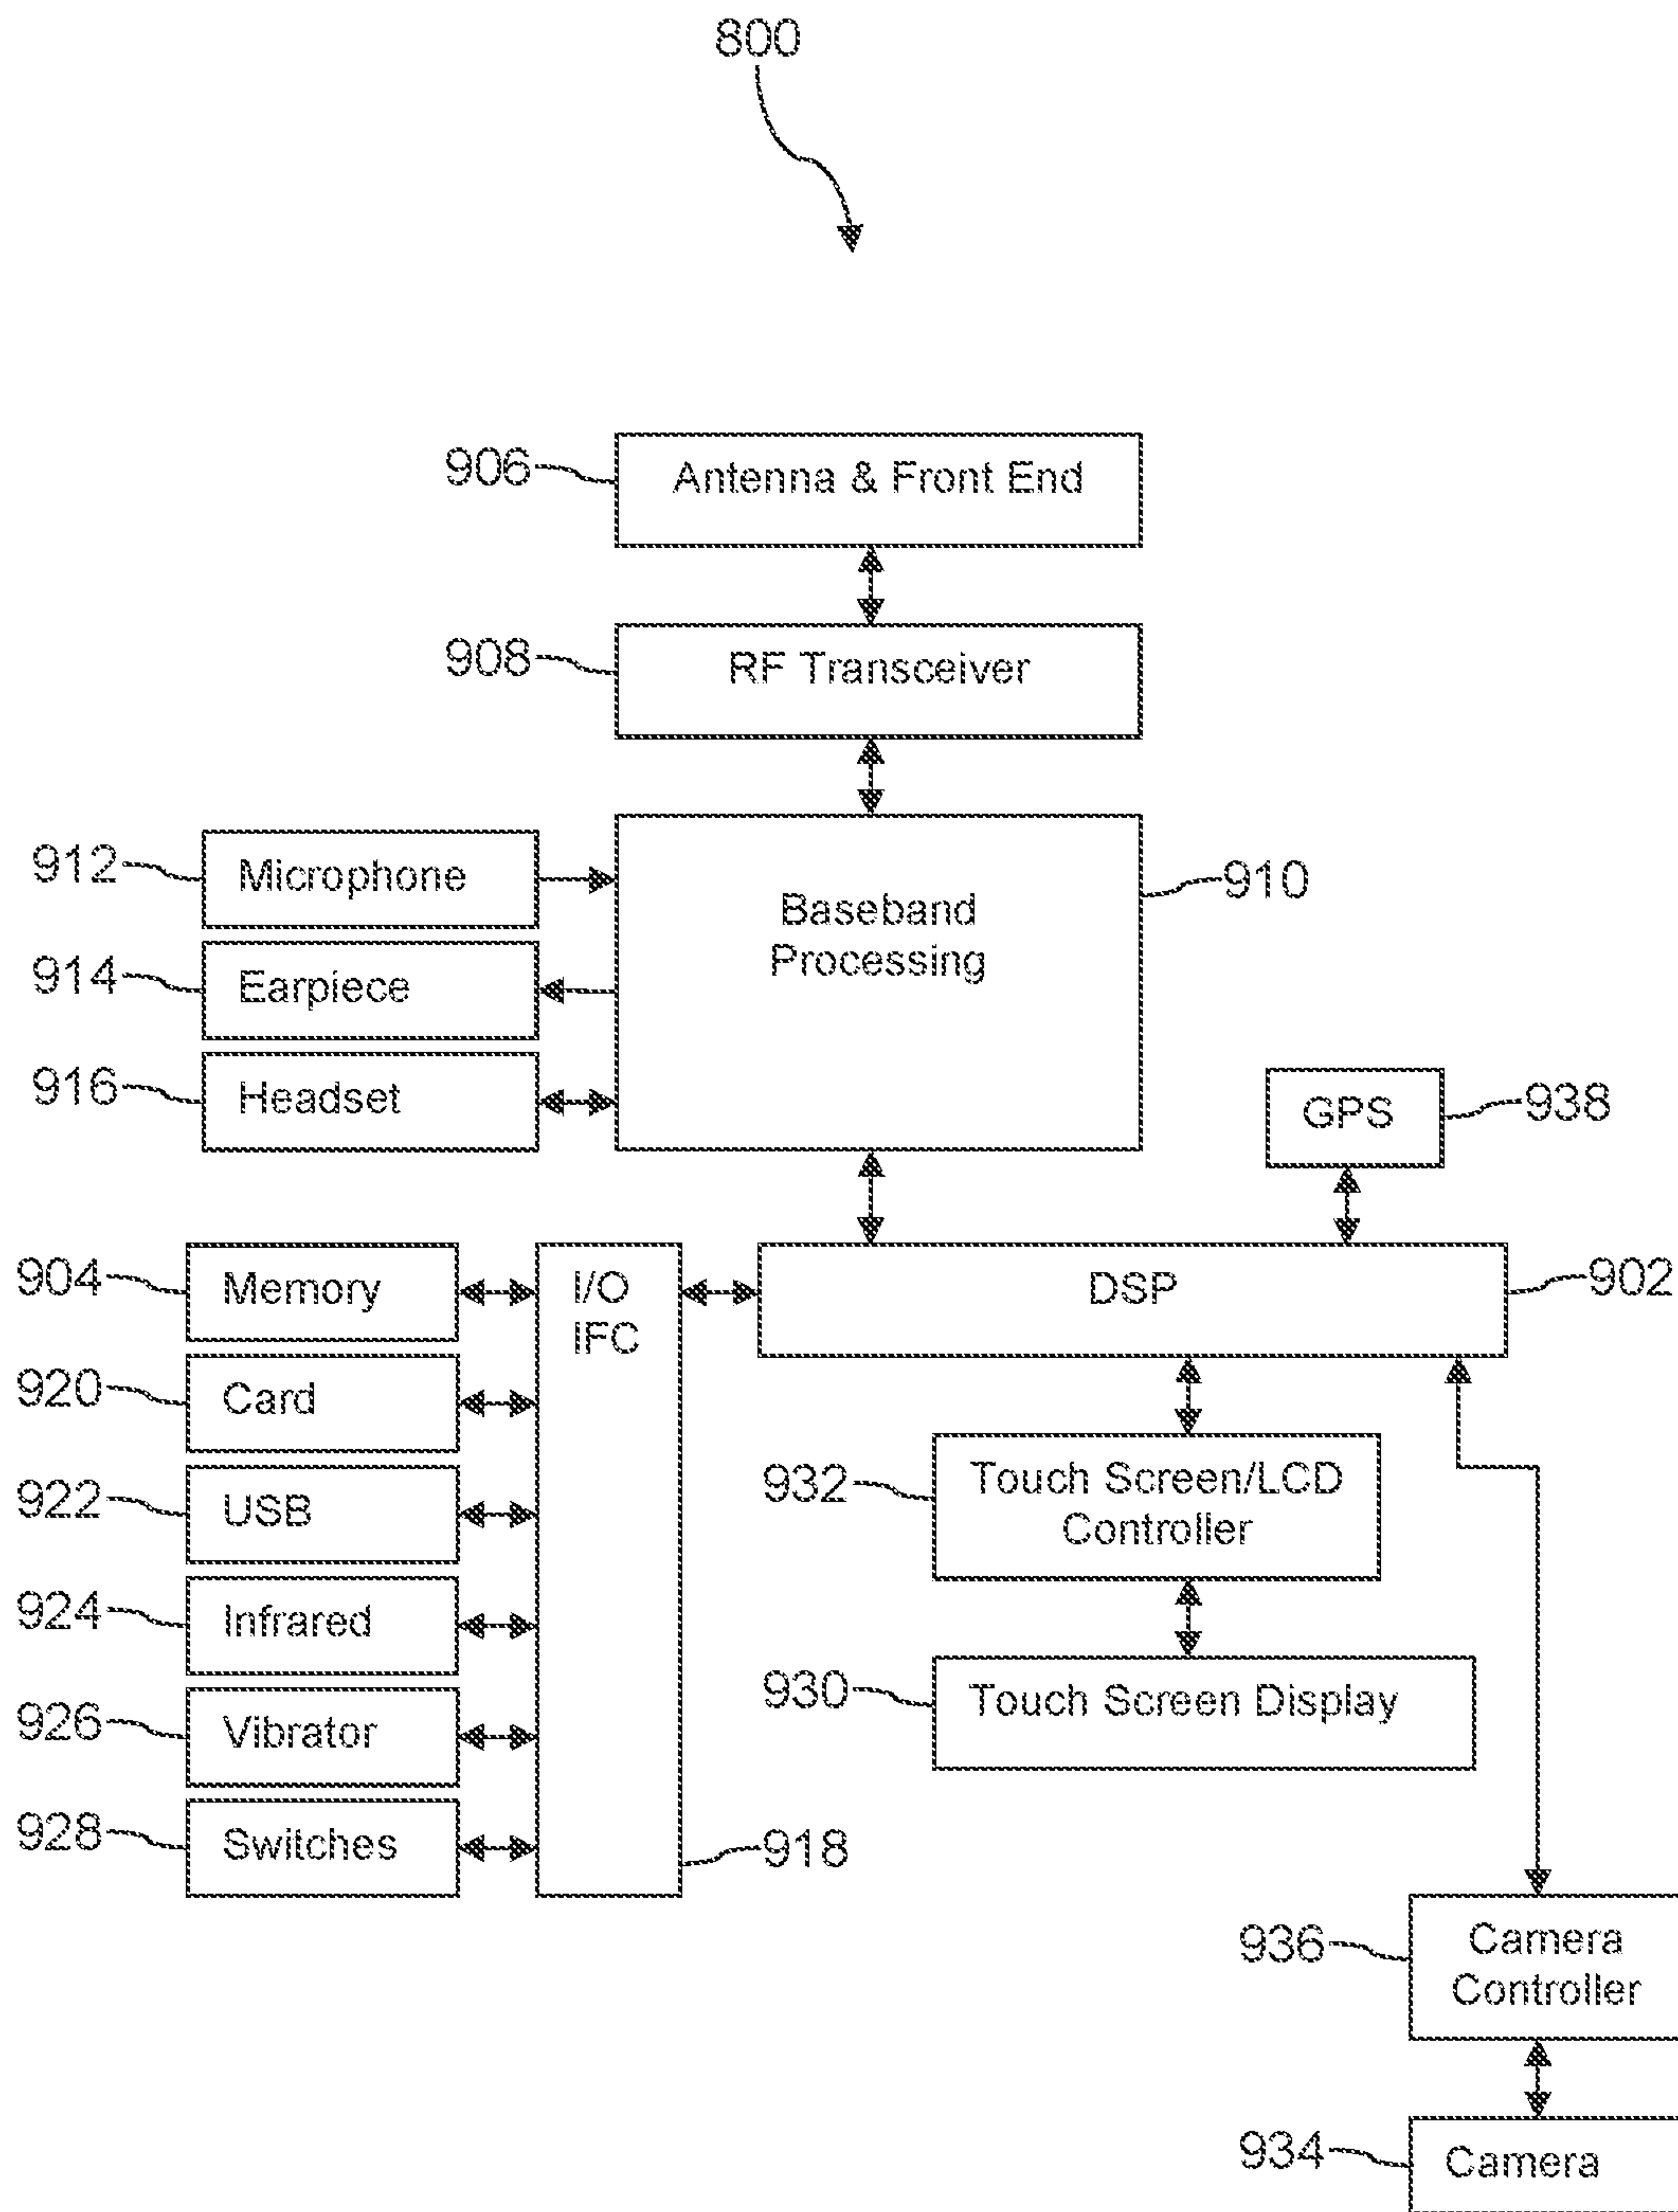 800
906
Antenna & Front End
908
RF Transceiver
912
Microphone
Baseband
Processing
910
914
Earpiece
916
Headset
GPS
938
904
Memory
I/O
IFC
DSP
902
920
Card
922
USB
932
Touch Screen/LCD
Controller
924
Infrared
926
Vibrator
930
Touch Screen Display
928
Switches
918
936
Camera
Controller
934
Camera